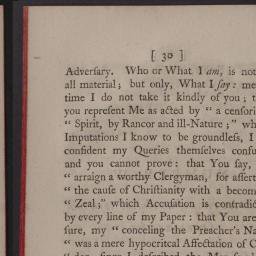 [ 30 ]
Adversary. Who or What I am, is not
all material; but only, What I ſay: me
time I do not take it kindly of you; t
you repreſent Me as acted by " a cenſori
" Spirit, by Rancor and ill-Nature;" wh
Imputations I know to be groundleſs, I
confident my Queries themſelves confu
and you cannot prove: that You ſay,
" arraign a worthy Clergyman, for aſſert
" the cauſe of Chriſtianity with a becom
" Zeal;" which Accuſation is contradic
by every line of my Paper: that You are
ſure, my " conceling the Preacher's Na
" was a mere hypocritcal Affectation of C